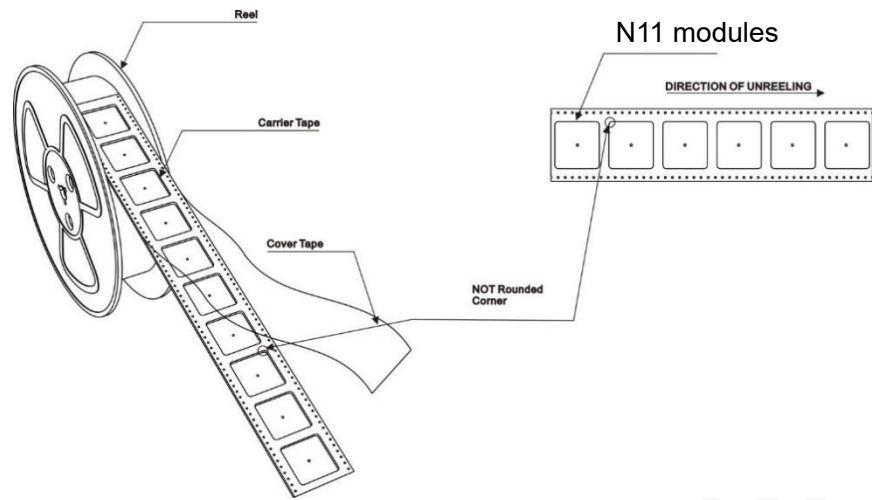 Reel
N11 modules
DIRECTION OF UNREELING
Carrier Tape
Cover Tape
NOT Rounded
Corner